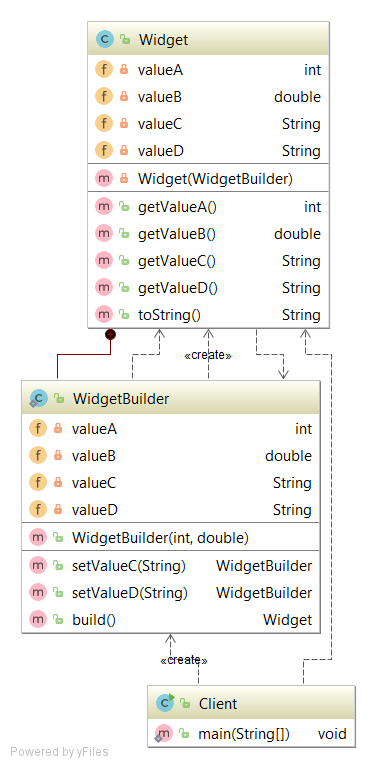 C Widget
f valueA int
f valueB double
f valueC String
f valueD String
m Widget(WidgetBuilder)
m getValueA() int
m getValueB() double
m getValueC() String
m getValueD() String
m toString() String
«create»
C WidgetBuilder
f valueA int
f valueB double
f valueC String
f valueD String
m WidgetBuilder(int, double)
m setValueC(String) WidgetBuilder
m setValueD(String) WidgetBuilder
m build() Widget
«create»
C Client
m main(String[]) void
Powered by yFiles